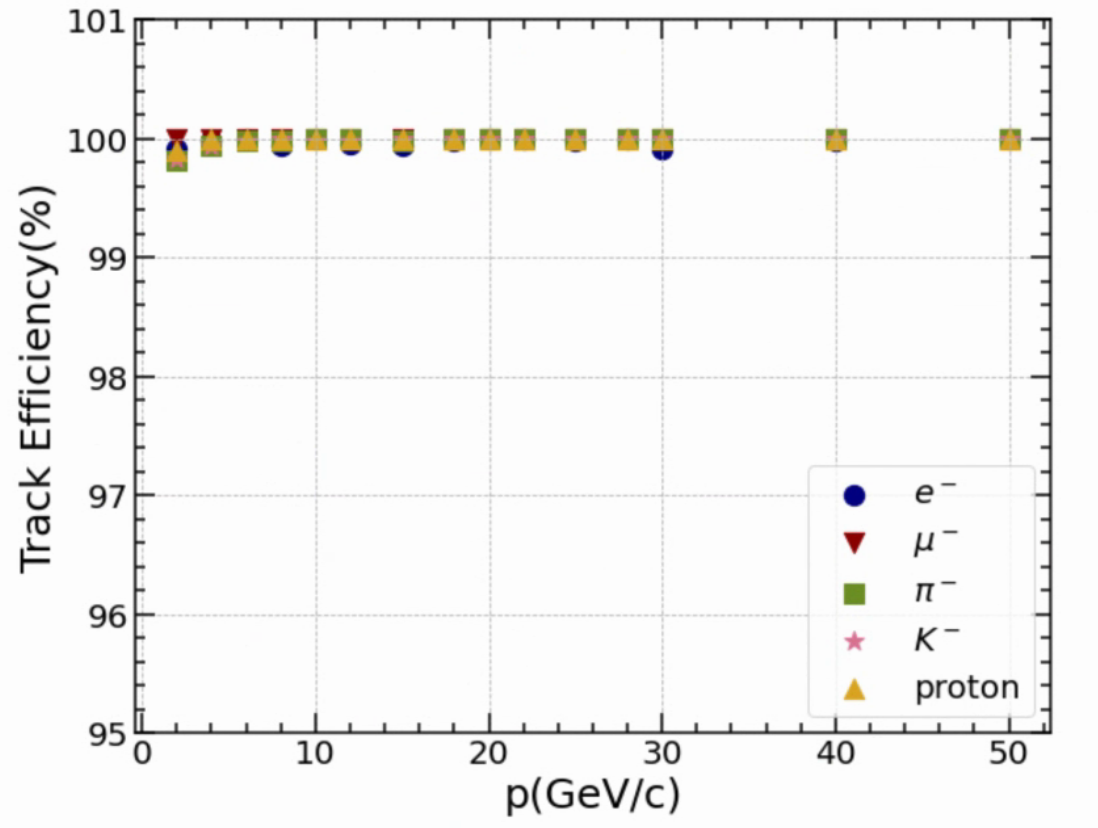 101
100
99
98
97
96
95
Track Efficiency(%)
0 10 20 30 40 50
p(GeV/c)
e⁻
μ⁻
π⁻
K⁻
proton